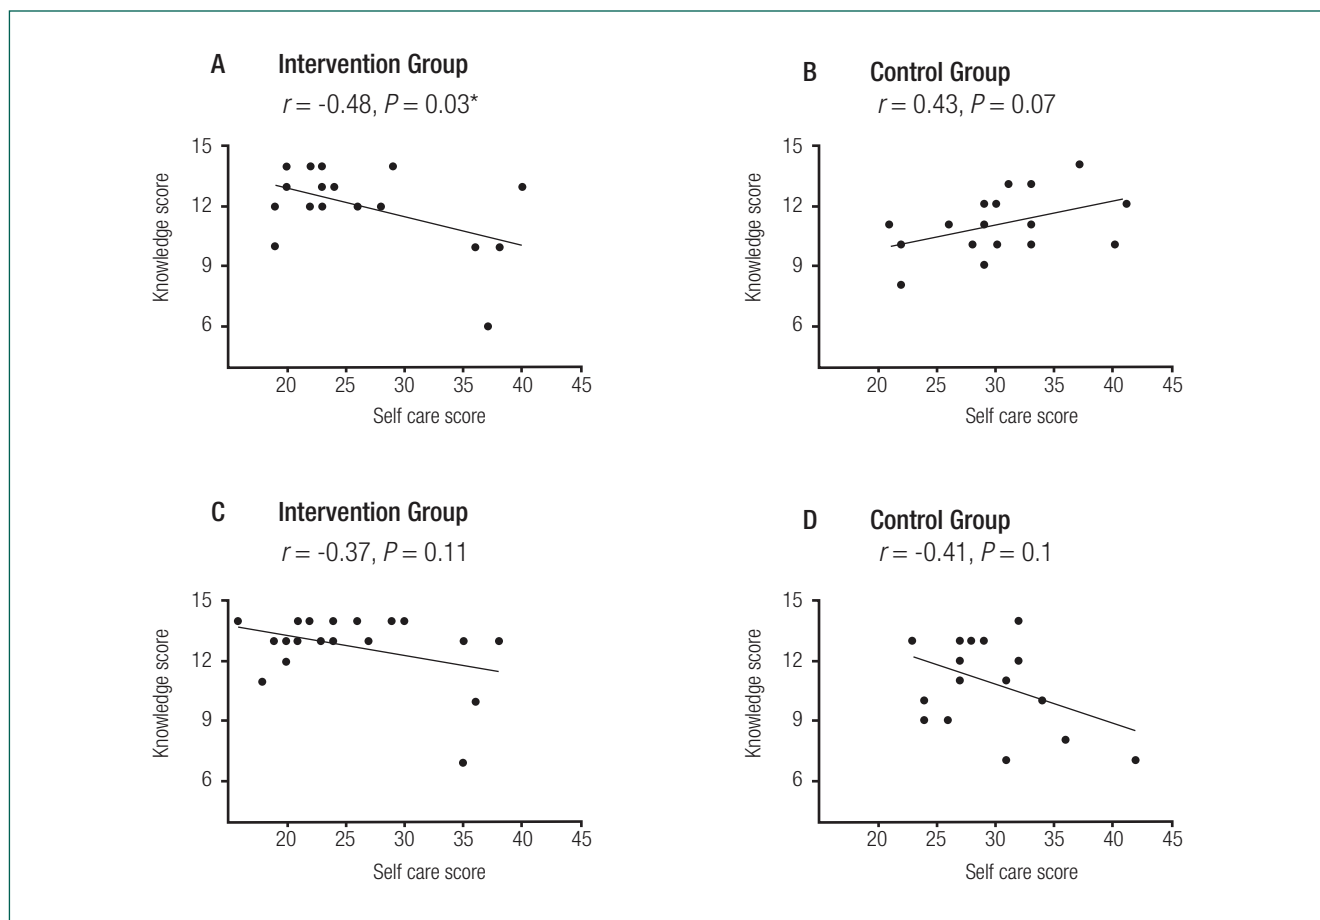 A Intervention Group
r = -0.48, P = 0.03*
15
12
9
6
Knowledge score
20 25 30 35 40 45
Self care score
B Control Group
r = 0.43, P = 0.07
15
12
9
6
Knowledge score
20 25 30 35 40 45
Self care score
C Intervention Group
r = -0.37, P = 0.11
15
12
9
6
Knowledge score
20 25 30 35 40 45
Self care score
D Control Group
r = -0.41, P = 0.1
15
12
9
6
Knowledge score
20 25 30 35 40 45
Self care score